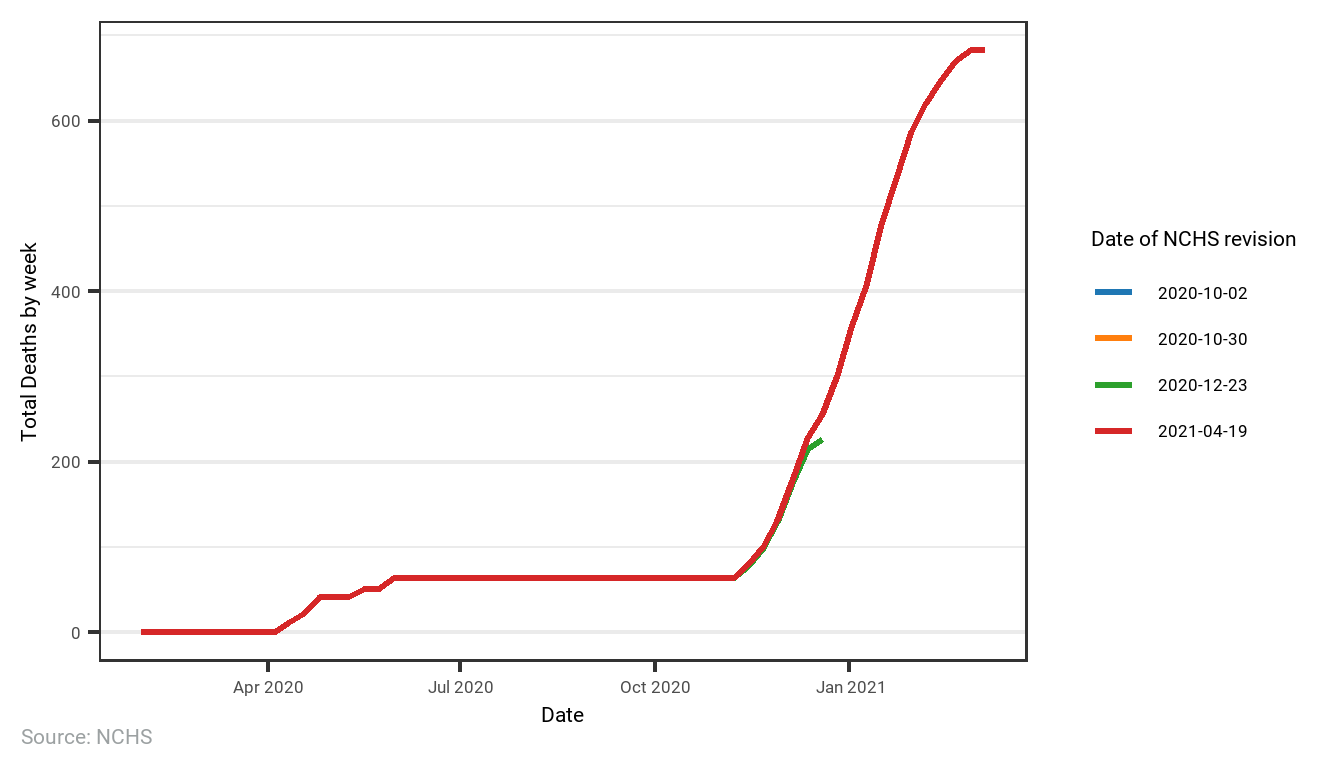 600
400
200
0
Total Deaths by week
Apr 2020
Jul 2020
Oct 2020
Jan 2021
Date
Source: NCHS
Date of NCHS revision
2020-10-02
2020-10-30
2020-12-23
2021-04-19